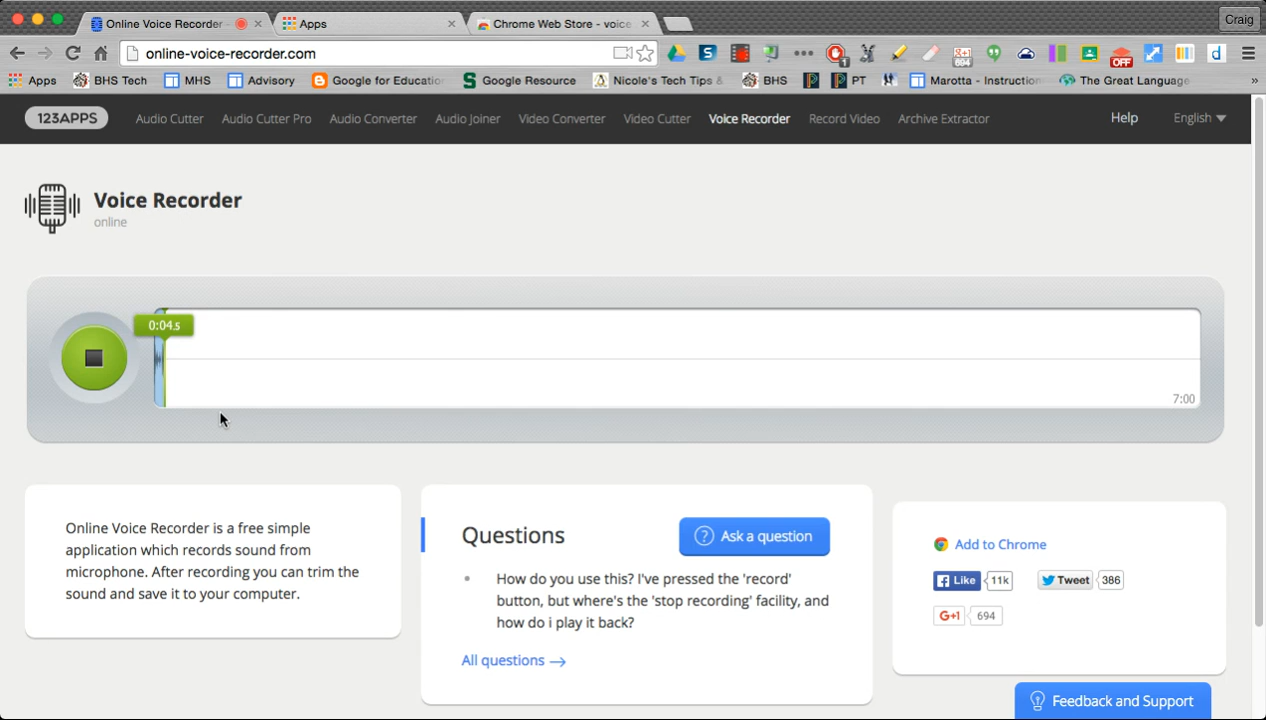 Online Voice Recorder -
Apps
Chrome Web Store - voice
Craig
online-voice-recorder.com
S
1
694
OFF
d
Apps
BHS Tech
MHS
Advisory
Google for Educatio
Google Resource
Nicole's Tech Tips &
BHS
PT
Marotta - Instruction
The Great Language
»
123APPS
Audio Cutter
Audio Cutter Pro
Audio Converter
Audio Joiner
Video Converter
Video Cutter
Voice Recorder
Record Video
Archive Extractor
Help
English
Voice Recorder
online
0:04.5
7:00
Online Voice Recorder is a free simple
application which records sound from
microphone. After recording you can trim the
sound and save it to your computer.
Questions
? Ask a question
How do you use this? I've pressed the 'record'
button, but where's the 'stop recording' facility, and
how do i play it back?
All questions →
Add to Chrome
Like 11k
Tweet 386
G+1 694
Feedback and Support